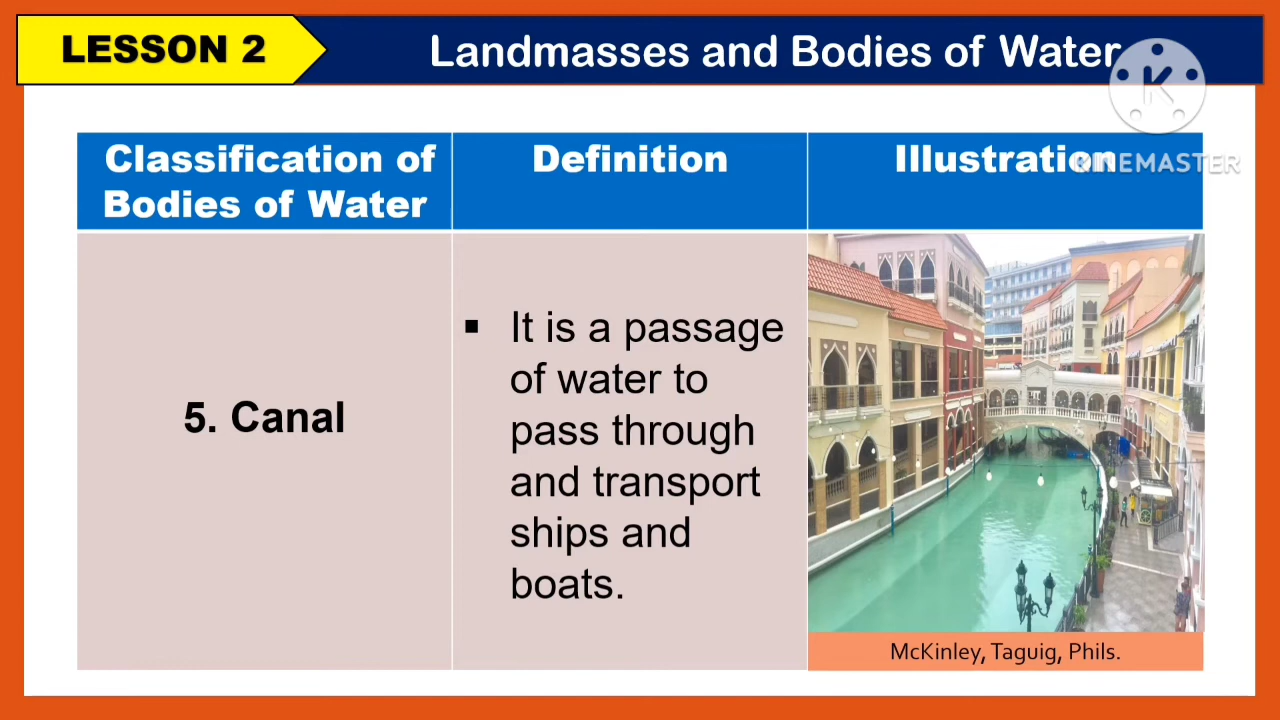 LESSON 2
Landmasses and Bodies of Water
K
KINEMASTER
Classification of
Bodies of Water
Definition
Illustration
5. Canal
▪ It is a passage
of water to
pass through
and transport
ships and
boats.
McKinley, Taguig, Phils.